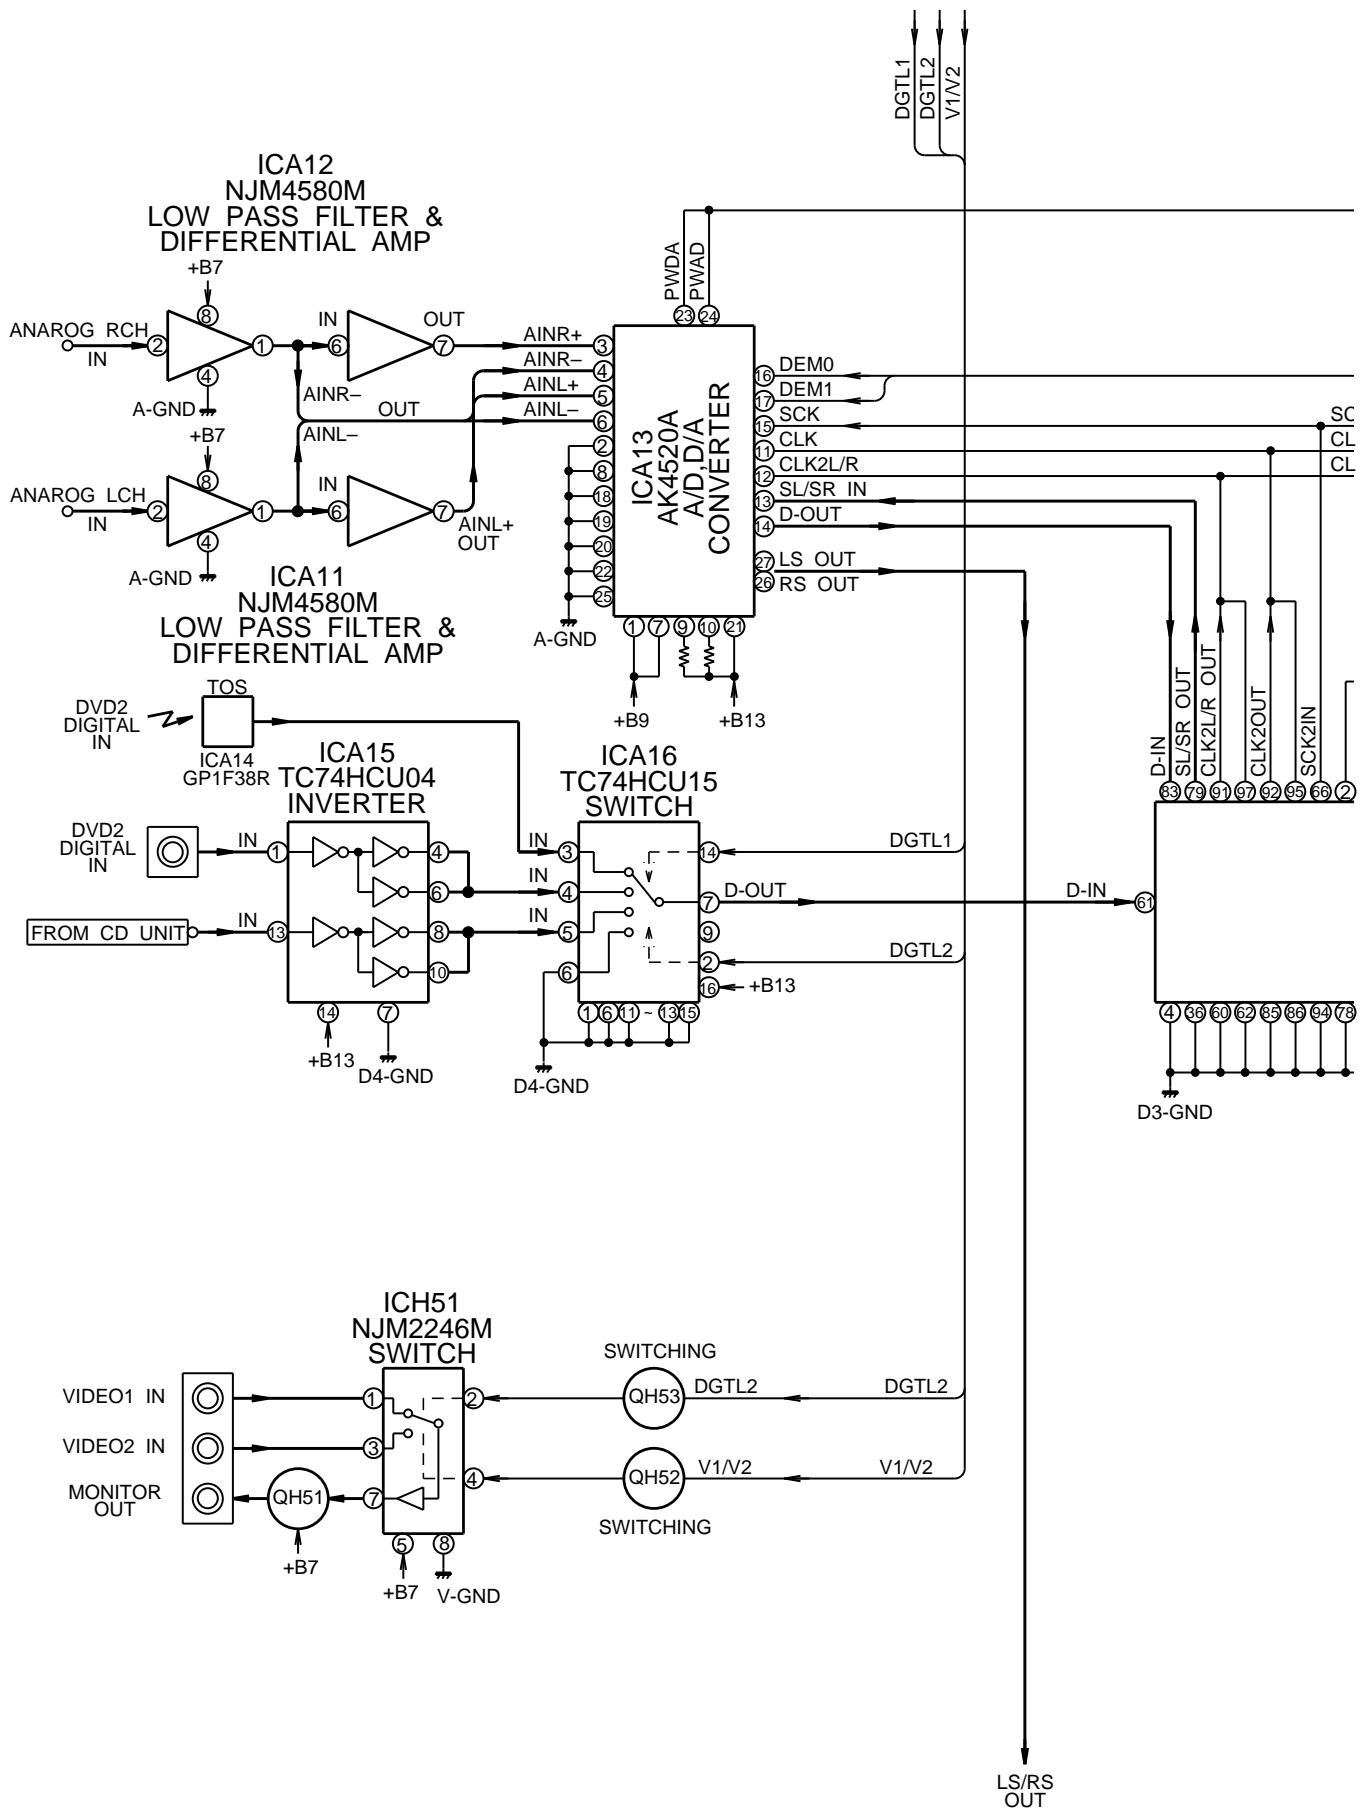 DGTL1
DGTL2
V1/V2
ICA12
NJM4580M
LOW PASS FILTER &
DIFFERENTIAL AMP
+B7
8
ANAROG RCH
IN
2
1
4
A-GND
IN
6
OUT
7
AINR–
OUT
AINL–
+B7
8
ANAROG LCH
IN
2
1
4
A-GND
IN
6
7
AINL+
OUT
ICA11
NJM4580M
LOW PASS FILTER &
DIFFERENTIAL AMP
AINR+
AINR–
AINL+
AINL–
3
4
5
6
2
8
18
19
20
22
25
A-GND
PWDA
PWAD
23
24
ICA13
AK4520A
A/D,D/A
CONVERTER
16 DEM0
17 DEM1
15 SCK
11 CLK
12 CLK2L/R
13 SL/SR IN
14 D-OUT
27 LS OUT
26 RS OUT
1
7
9
10
21
+B9
+B13
SC
CL
CL
DVD2
DIGITAL
IN
TOS
ICA14
GP1F38R
ICA15
TC74HCU04
INVERTER
DVD2
DIGITAL
IN
IN
1
4
6
FROM CD UNIT
IN
13
8
10
14
7
+B13
D4-GND
ICA16
TC74HCU15
SWITCH
IN
3
IN
4
IN
5
6
14
DGTL1
7
D-OUT
9
2
DGTL2
16
+B13
1
6
11
~
13
15
D4-GND
D-IN
SL/SR OUT
CLK2L/R OUT
CLK2OUT
SCK2IN
83
79
91
97
92
95
66
2
D-IN
61
4
36
60
62
85
86
94
78
D3-GND
ICH51
NJM2246M
SWITCH
VIDEO1 IN
VIDEO2 IN
MONITOR
OUT
QH51
+B7
1
3
7
2
4
5
8
+B7
V-GND
SWITCHING
QH53
DGTL2
DGTL2
QH52
V1/V2
V1/V2
SWITCHING
LS/RS
OUT